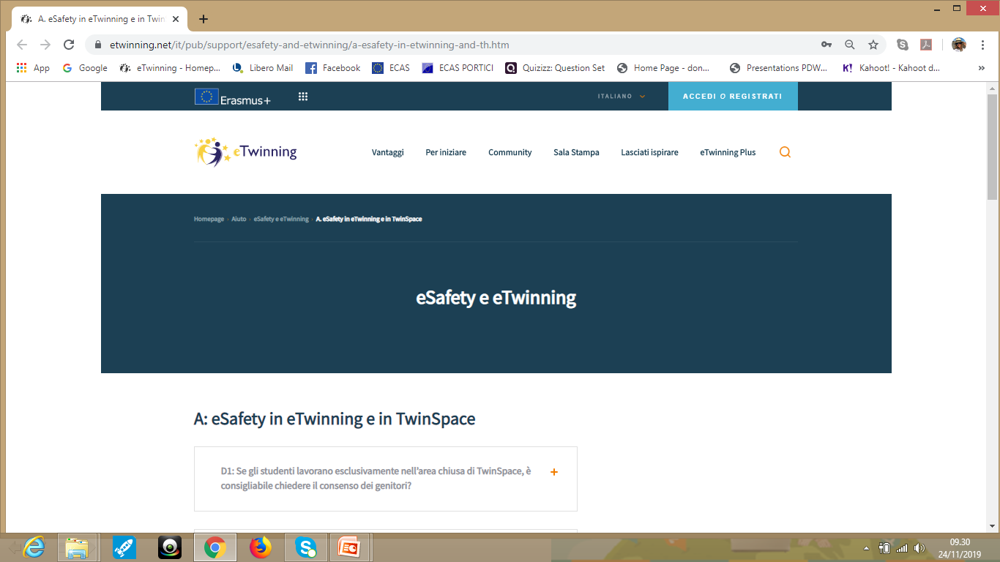 A. eSafety in eTwinning e in Twin
etwinning.net/it/pub/support/esafety-and-etwinning/a-esafety-in-etwinning-and-th.htm
App Google eTwinning - Homep... Libero Mail Facebook ECAS ECAS PORTICI Quizizz: Question Set Home Page - don... Presentations PDW... Kahoot! - Kahoot d... »
Erasmus+ ITALIANO ACCEDI O REGISTRATI
eTwinning Vantaggi Per iniziare Community Sala Stampa Lasciati ispirare eTwinning Plus
Homepage › Aiuto › eSafety e eTwinning › A. eSafety in eTwinning e in TwinSpace
eSafety e eTwinning
A: eSafety in eTwinning e in TwinSpace
D1: Se gli studenti lavorano esclusivamente nell'area chiusa di TwinSpace, è
consigliabile chiedere il consenso dei genitori?
09.30
24/11/2019